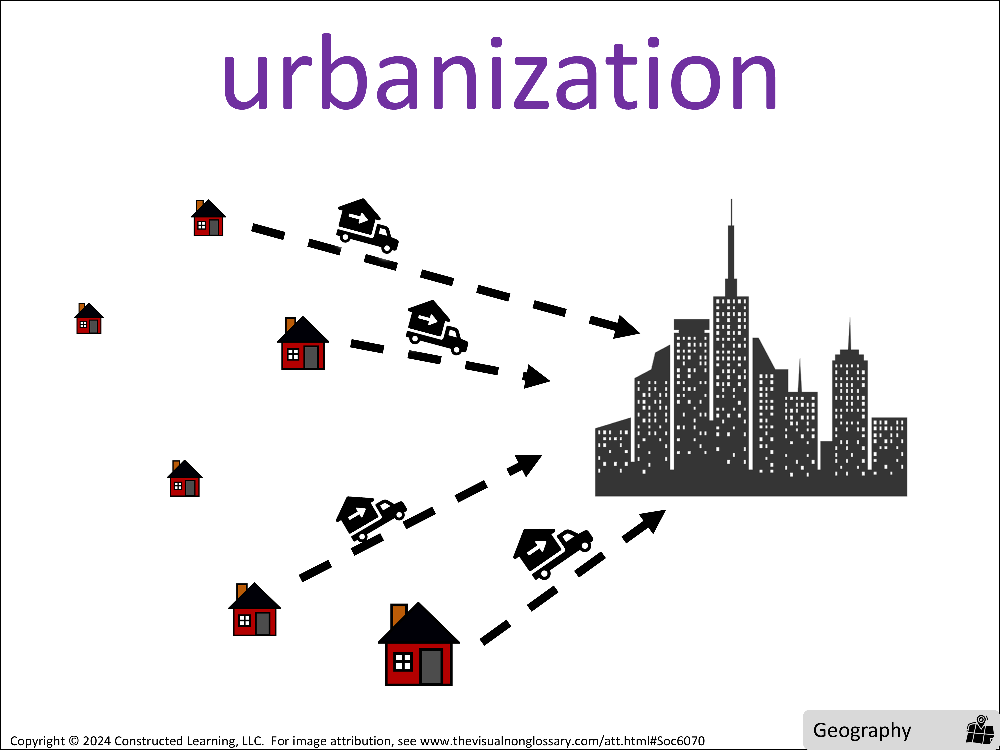 urbanization
Geography
Copyright © 2024 Constructed Learning, LLC.  For image attribution, see www.thevisualnonglossary.com/att.html#Soc6070